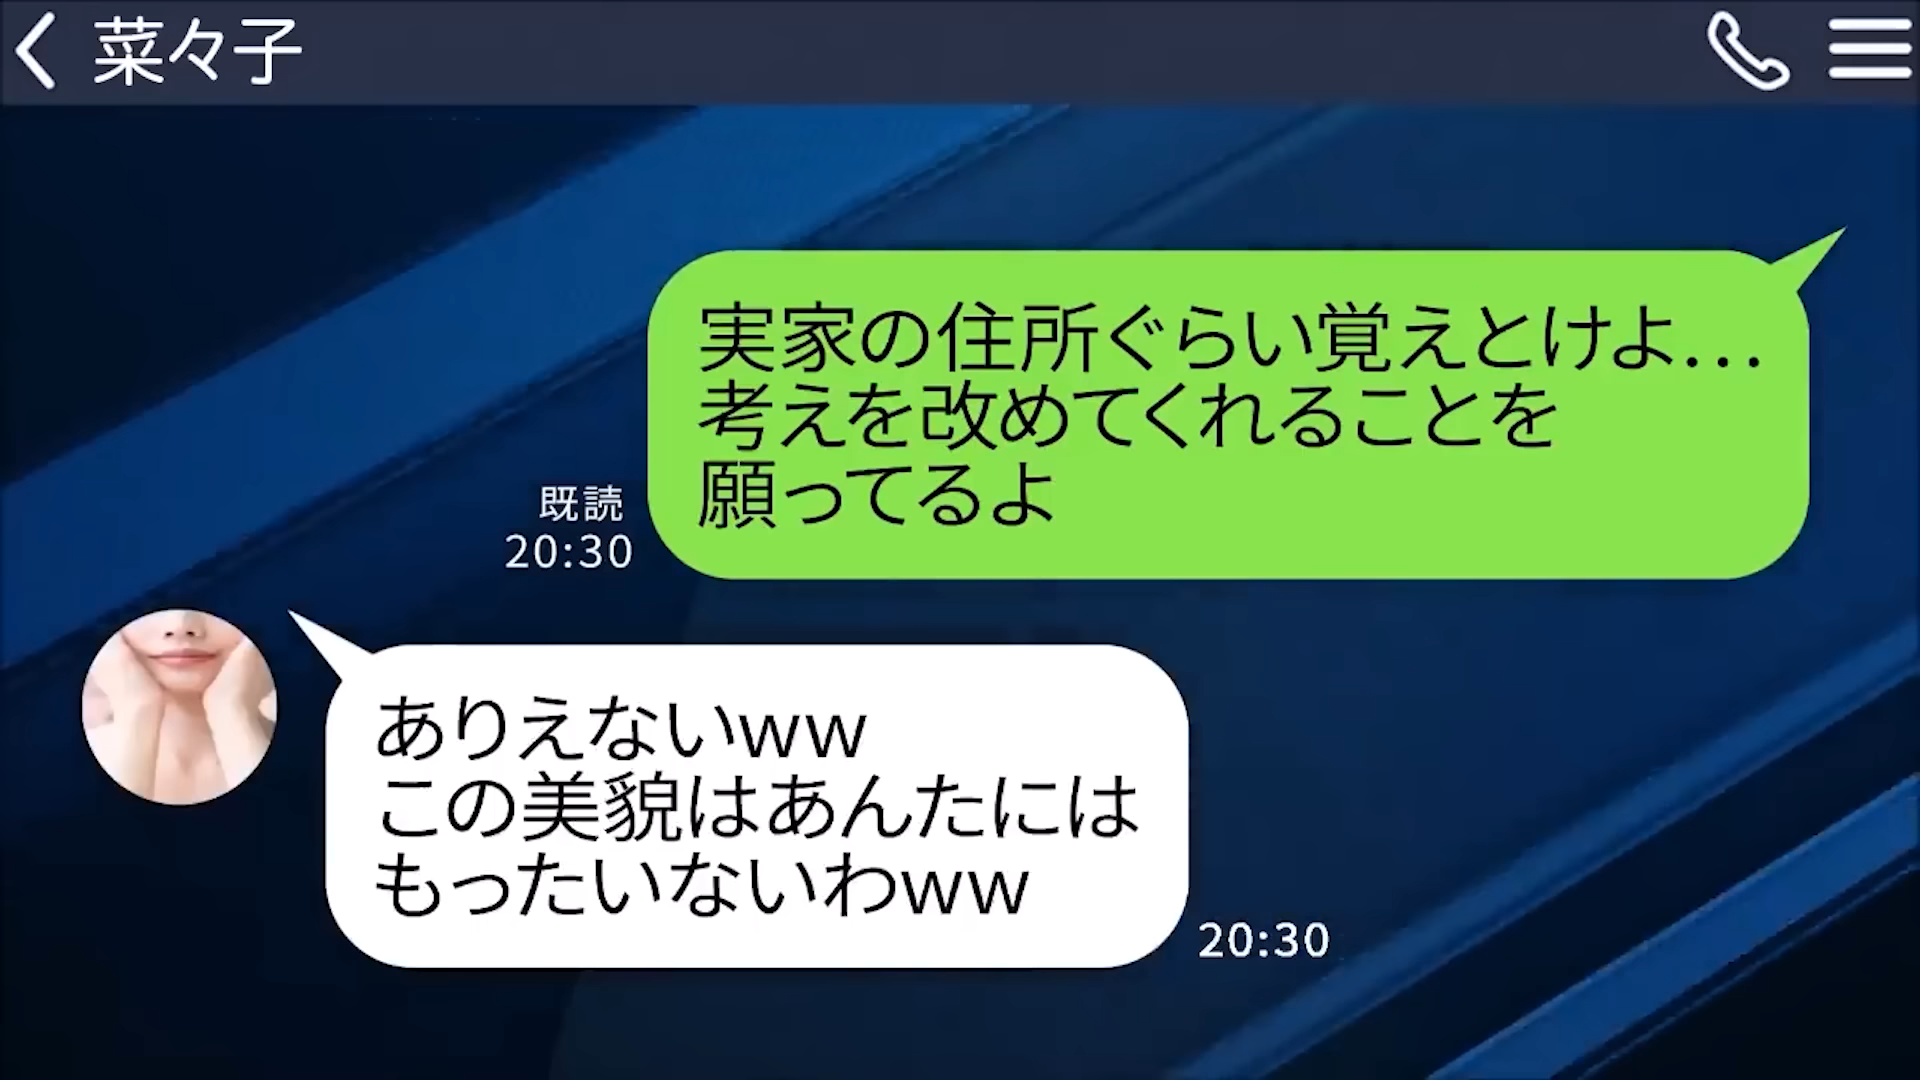 菜々子
実家の住所ぐらい覚えとけよ…
考えを改めてくれることを
願ってるよ
既読
20:30
ありえないww
この美貌はあんたには
もったいないわww
20:30